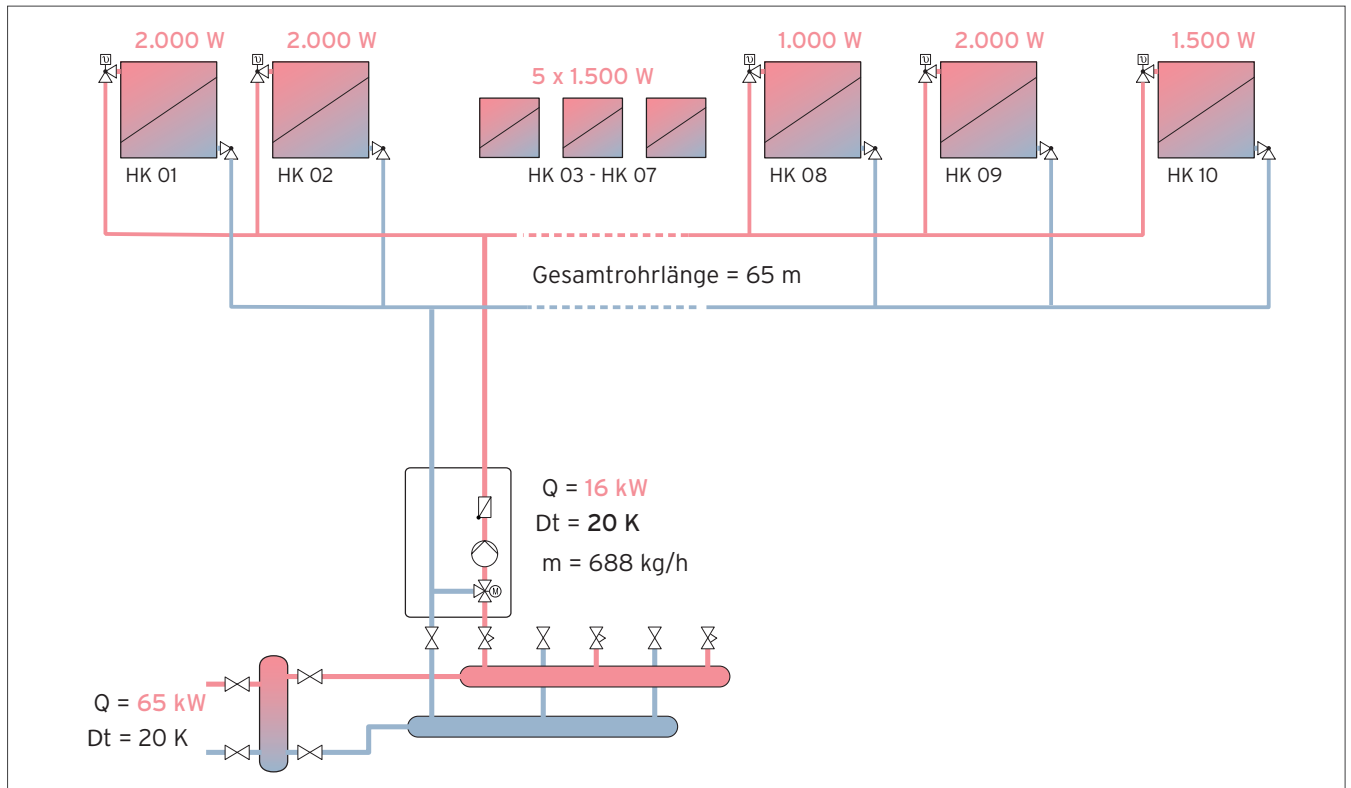 2.000 W
2.000 W
1.000 W
2.000 W
1.500 W
5 x 1.500 W
HK 01
HK 02
HK 03 - HK 07
HK 08
HK 09
HK 10
Gesamtrohrlänge = 65 m
Q = 16 kW
Dt = 20 K
m = 688 kg/h
M
Q = 65 kW
Dt = 20 K